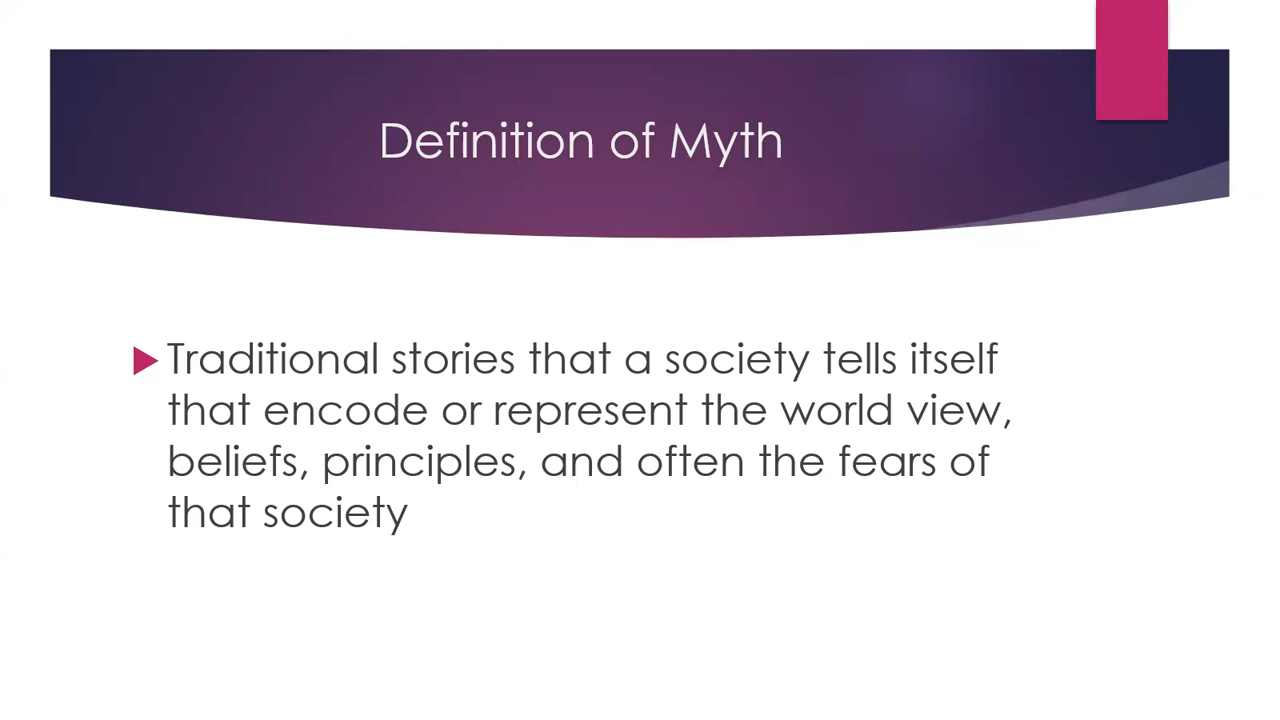 Definition of Myth
Traditional stories that a society tells itself
that encode or represent the world view,
beliefs, principles, and often the fears of
that society